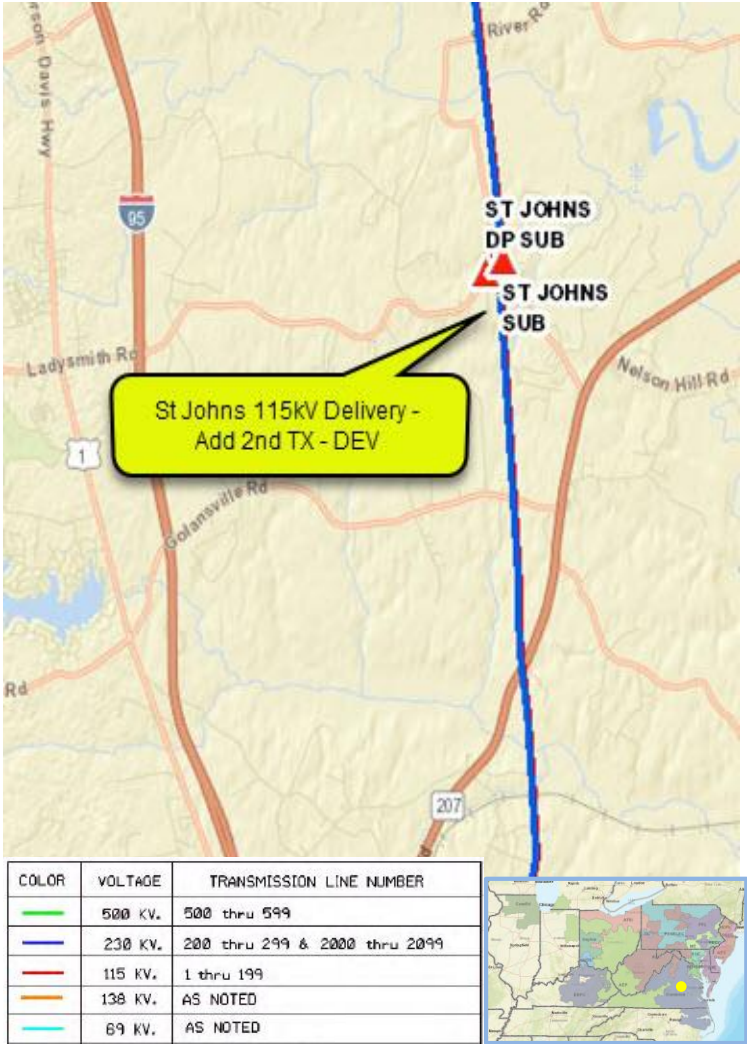 S River Rd
erson Davis Hwy
95
ST JOHNS
DP SUB
ST JOHNS
SUB
Ladysmith Rd
Nelson Hill Rd
St Johns 115kV Delivery -
Add 2nd TX - DEV
1
Golansville Rd
Rd
207
COLOR VOLTAGE TRANSMISSION LINE NUMBER
500 KV. 500 thru 599
230 KV. 200 thru 299 & 2000 thru 2099
115 KV. 1 thru 199
138 KV. AS NOTED
69 KV. AS NOTED